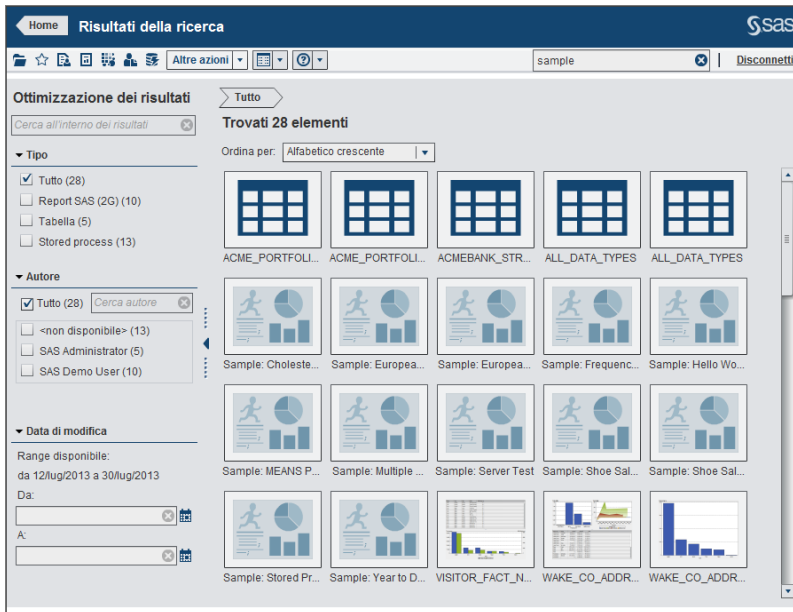 Home
Risultati della ricerca
sas
Altre azioni
sample
Disconnetti
Ottimizzazione dei risultati
Cerca all'interno dei risultati
Tipo
Tutto (28)
Report SAS (2G) (10)
Tabella (5)
Stored process (13)
Autore
Tutto (28)
Cerca autore
<non disponibile> (13)
SAS Administrator (5)
SAS Demo User (10)
Data di modifica
Range disponibile:
da 12/lug/2013 a 30/lug/2013
Da:
A:
Tutto
Trovati 28 elementi
Ordina per: Alfabetico crescente
ACME_PORTFOLI... ACME_PORTFOLI... ACMEBANK_STR... ALL_DATA_TYPES ALL_DATA_TYPES
Sample: Choleste... Sample: Europea... Sample: Europea... Sample: Frequenc... Sample: Hello Wo...
Sample: MEANS P... Sample: Multiple ... Sample: Server Test Sample: Shoe Sal... Sample: Shoe Sal...
Sample: Stored Pr... Sample: Year to D... VISITOR_FACT_N... WAKE_CO_ADDR... WAKE_CO_ADDR...